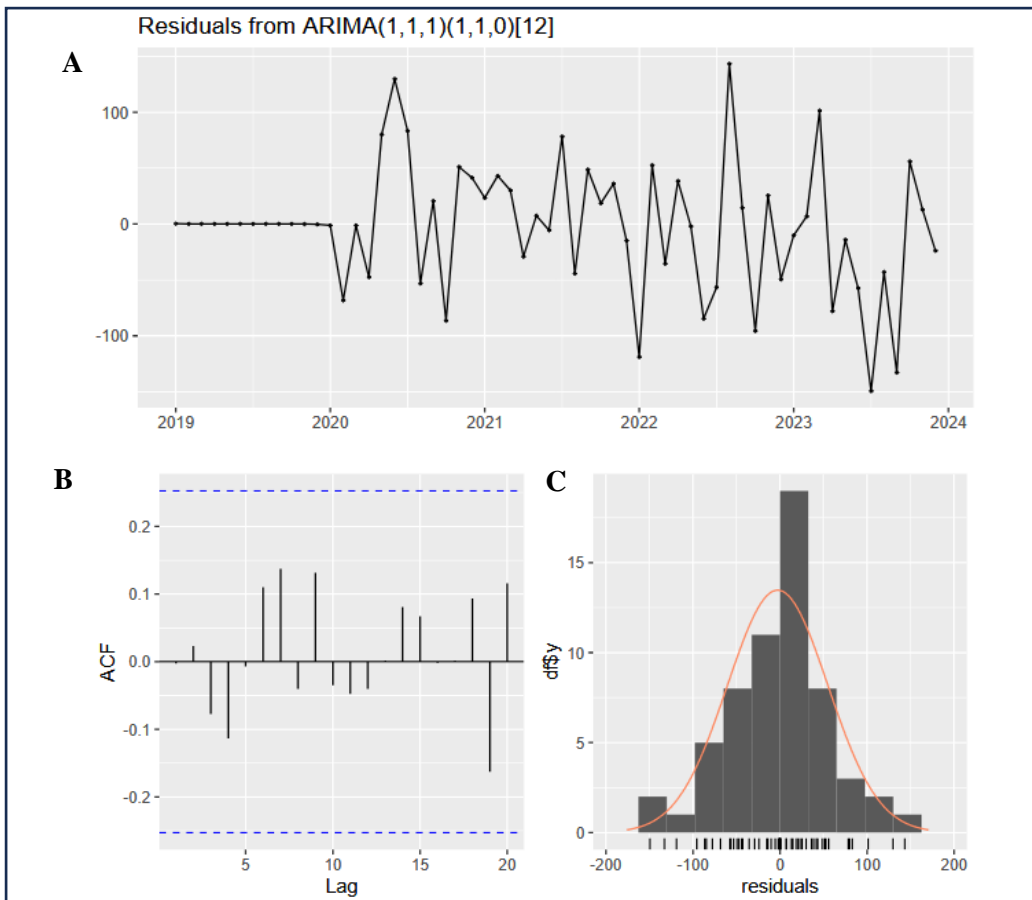 Residuals from ARIMA(1,1,1)(1,1,0)[12]
A
100
0
-100
2019 2020 2021 2022 2023 2024
B
ACF
0.2
0.1
0.0
-0.1
-0.2
5 10 15 20
Lag
C
df$y
15
10
5
0
-200 -100 0 100 200
residuals